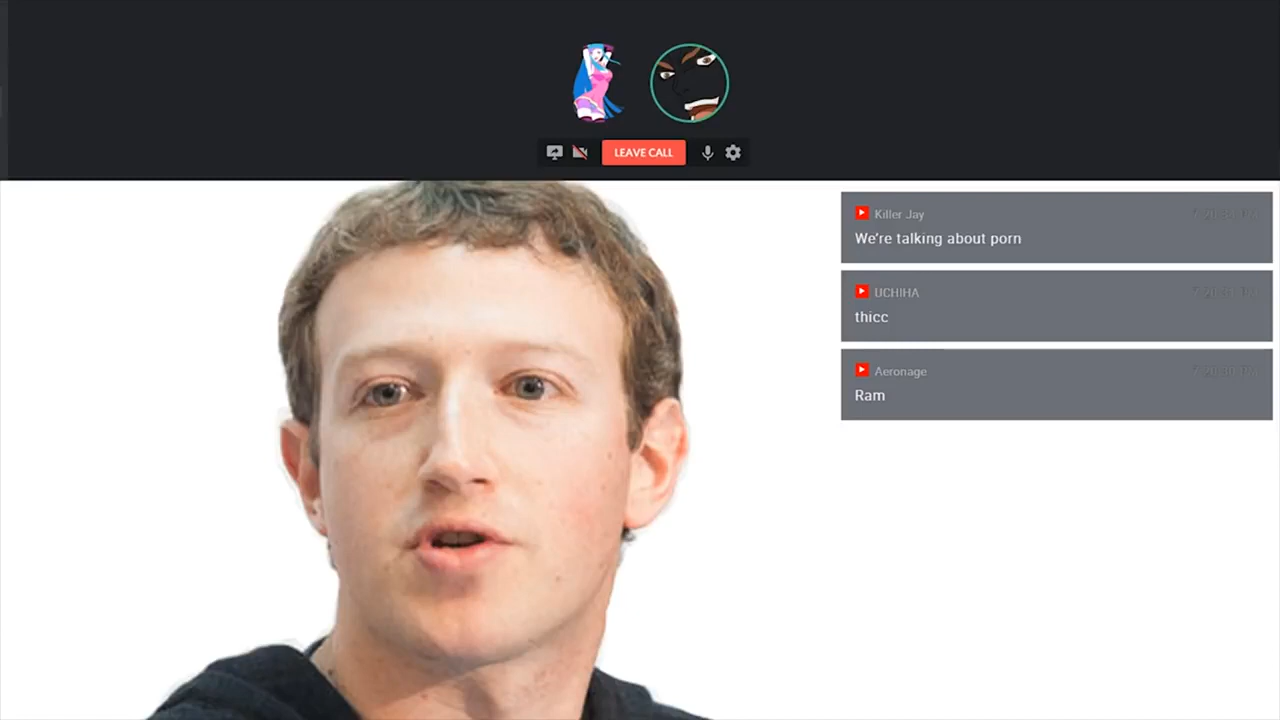 LEAVE CALL
Killer Jay
We're talking about porn
UCHIHA
thicc
Aeronage
Ram